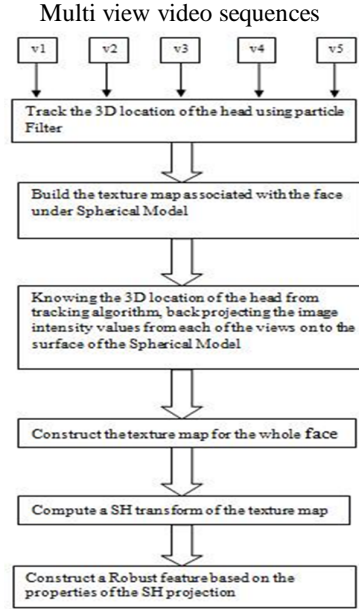 Multi view video sequences
v1 v2 v3 v4 v5
Track the 3D location of the head using particle
Filter
Build the texture map associated with the face
under Spherical Model
Knowing the 3D location of the head from
tracking algorithm, back projecting the image
intensity values from each of the views on to the
surface of the Spherical Model
Construct the texture map for the whole face
Compute a SH transform of the texture map
Construct a Robust feature based on the
properties of the SH projection